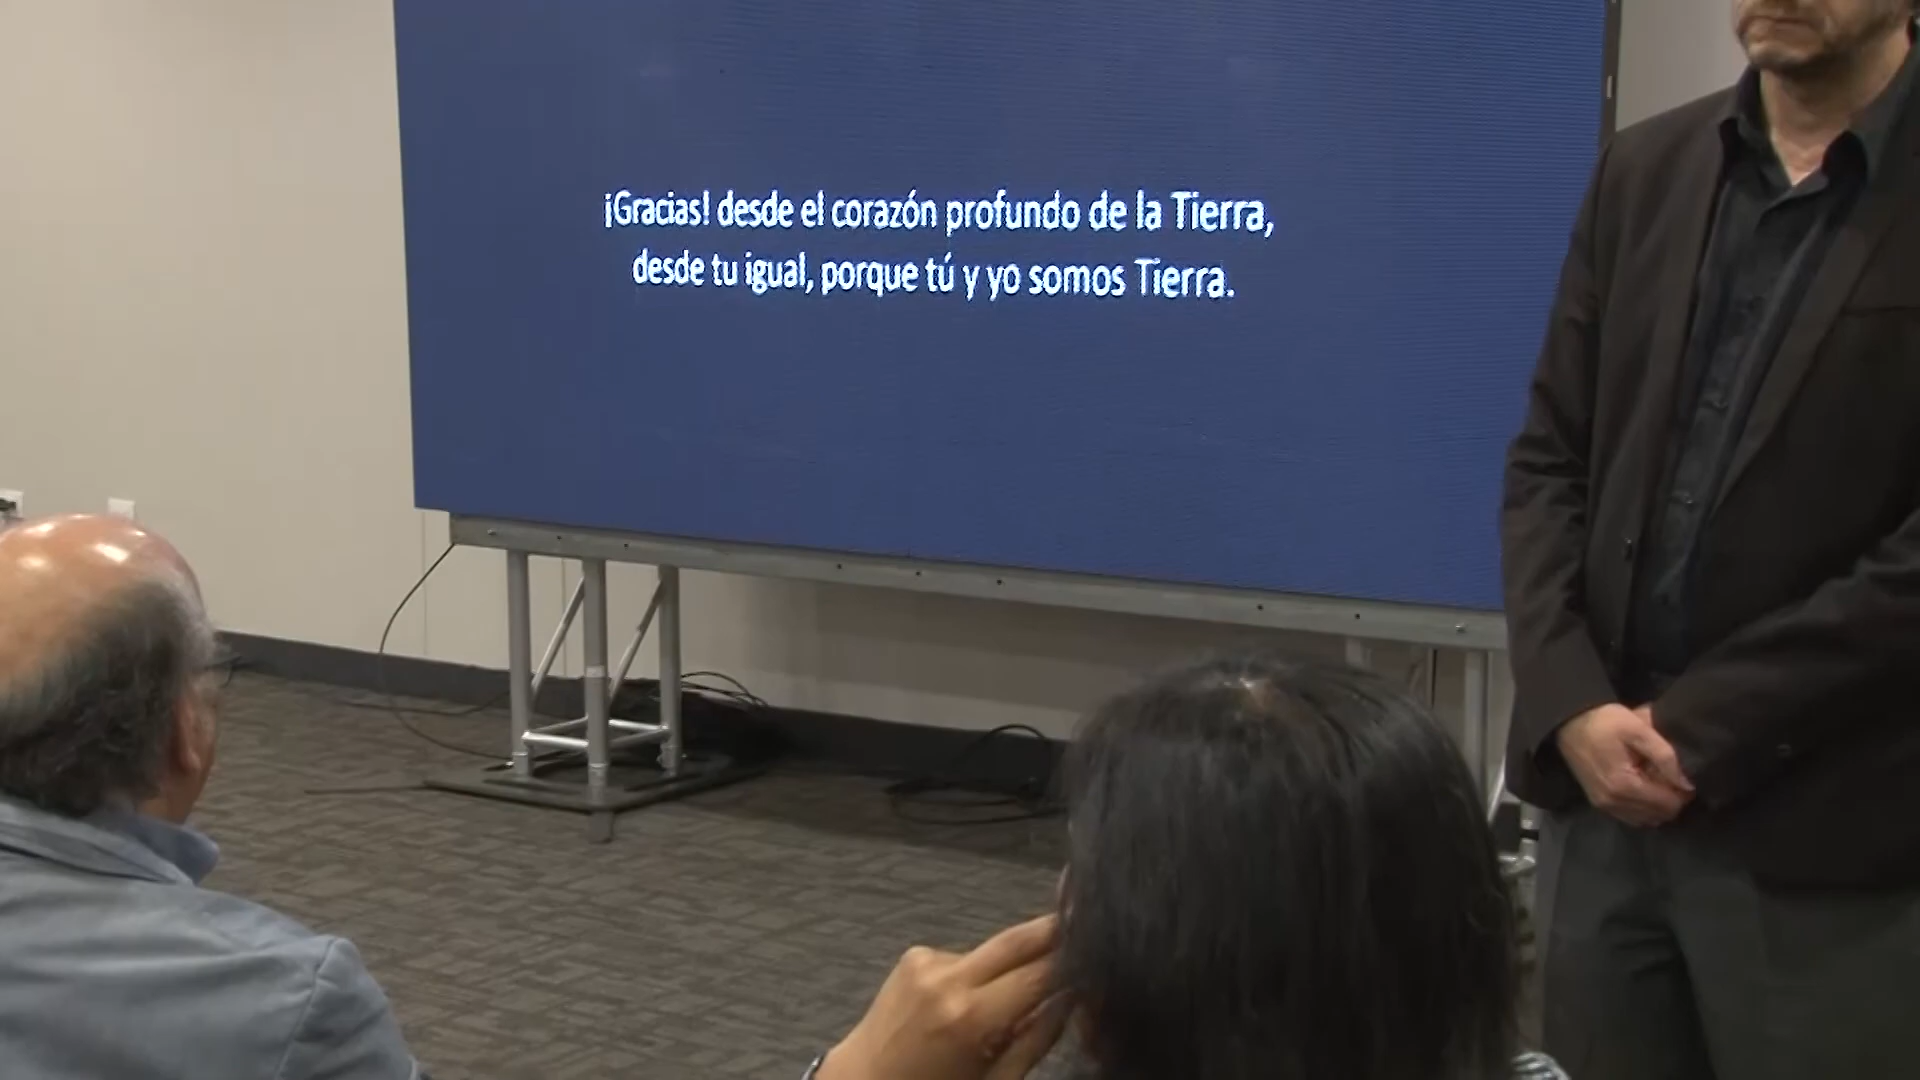 ¡Gracias! desde el corazón profundo de la Tierra,
desde tu igual, porque tú y yo somos Tierra.